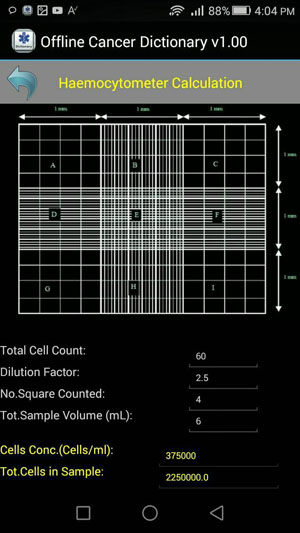 88% 4:04 PM
Offline Cancer Dictionary v1.00
Haemocytometer Calculation
1 mm 1 mm 1 mm
A B C
1 mm
D E F
1 mm
G H I
1 mm
Total Cell Count: 60
Dilution Factor: 2.5
No.Square Counted: 4
Tot.Sample Volume (mL): 6
Cells Conc.(Cells/ml): 375000
Tot.Cells in Sample: 2250000.0